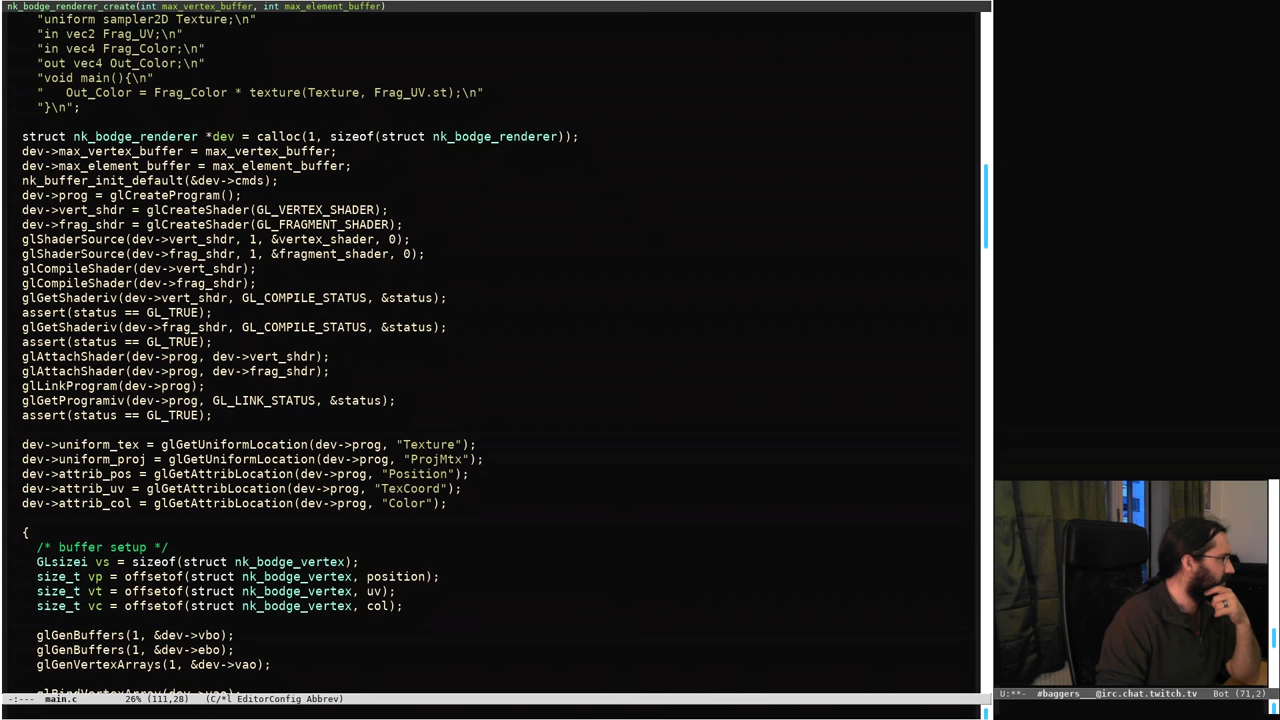 nk_bodge_renderer_create(int max_vertex_buffer, int max_element_buffer)
"uniform sampler2D Texture;\n"
"in vec2 Frag_UV;\n"
"in vec4 Frag_Color;\n"
"out vec4 Out_Color;\n"
"void main(){\n"
"   Out_Color = Frag_Color * texture(Texture, Frag_UV.st);\n"
"}\n";
struct nk_bodge_renderer *dev = calloc(1, sizeof(struct nk_bodge_renderer));
dev->max_vertex_buffer = max_vertex_buffer;
dev->max_element_buffer = max_element_buffer;
nk_buffer_init_default(&dev->cmds);
dev->prog = glCreateProgram();
dev->vert_shdr = glCreateShader(GL_VERTEX_SHADER);
dev->frag_shdr = glCreateShader(GL_FRAGMENT_SHADER);
glShaderSource(dev->vert_shdr, 1, &vertex_shader, 0);
glShaderSource(dev->frag_shdr, 1, &fragment_shader, 0);
glCompileShader(dev->vert_shdr);
glCompileShader(dev->frag_shdr);
glGetShaderiv(dev->vert_shdr, GL_COMPILE_STATUS, &status);
assert(status == GL_TRUE);
glGetShaderiv(dev->frag_shdr, GL_COMPILE_STATUS, &status);
assert(status == GL_TRUE);
glAttachShader(dev->prog, dev->vert_shdr);
glAttachShader(dev->prog, dev->frag_shdr);
glLinkProgram(dev->prog);
glGetProgramiv(dev->prog, GL_LINK_STATUS, &status);
assert(status == GL_TRUE);
dev->uniform_tex = glGetUniformLocation(dev->prog, "Texture");
dev->uniform_proj = glGetUniformLocation(dev->prog, "ProjMtx");
dev->attrib_pos = glGetAttribLocation(dev->prog, "Position");
dev->attrib_uv = glGetAttribLocation(dev->prog, "TexCoord");
dev->attrib_col = glGetAttribLocation(dev->prog, "Color");
{
/* buffer setup */
GLsizei vs = sizeof(struct nk_bodge_vertex);
size_t vp = offsetof(struct nk_bodge_vertex, position);
size_t vt = offsetof(struct nk_bodge_vertex, uv);
size_t vc = offsetof(struct nk_bodge_vertex, col);
glGenBuffers(1, &dev->vbo);
glGenBuffers(1, &dev->ebo);
glGenVertexArrays(1, &dev->vao);
glBindVertexArray(dev->vao);
-:--- main.c 26% (111,28) (C/*l EditorConfig Abbrev)
U:**- #baggers___@irc.chat.twitch.tv Bot (71,2)